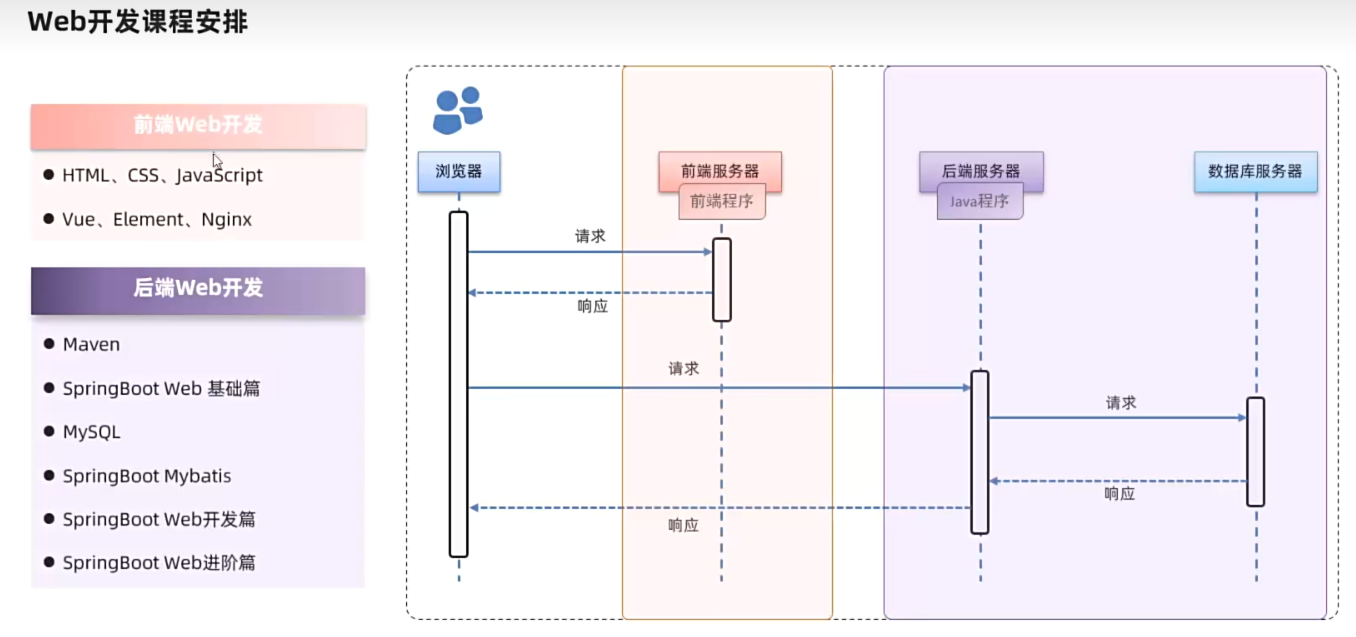 Web开发课程安排
前端Web开发
HTML、CSS、JavaScript
Vue、Element、Nginx
后端Web开发
Maven
SpringBoot Web 基础篇
MySQL
SpringBoot Mybatis
SpringBoot Web开发篇
SpringBoot Web进阶篇
浏览器
前端服务器
前端程序
后端服务器
Java程序
数据库服务器
请求
响应
请求
请求
响应
响应